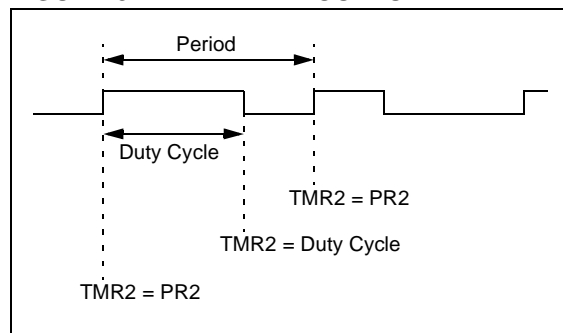 Period
Duty Cycle
TMR2 = PR2
TMR2 = Duty Cycle
TMR2 = PR2